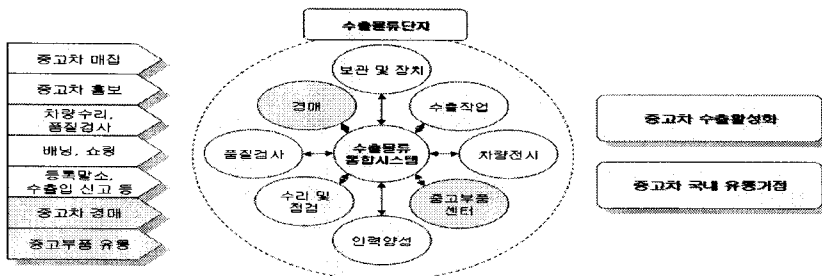 수출물류단지
중고차 매집
중고차 홍보
차량수리,
품질검사
배닝, 쇼링
등록말소,
수출입 신고 등
중고차 경매
중고부품 유통
보관 및 장치
경매
수출작업
품질검사
수출물류
통합시스템
차량전시
수리 및
점검
중고부품
센터
인력양성
중고차 수출활성화
중고차 국내 유통거점